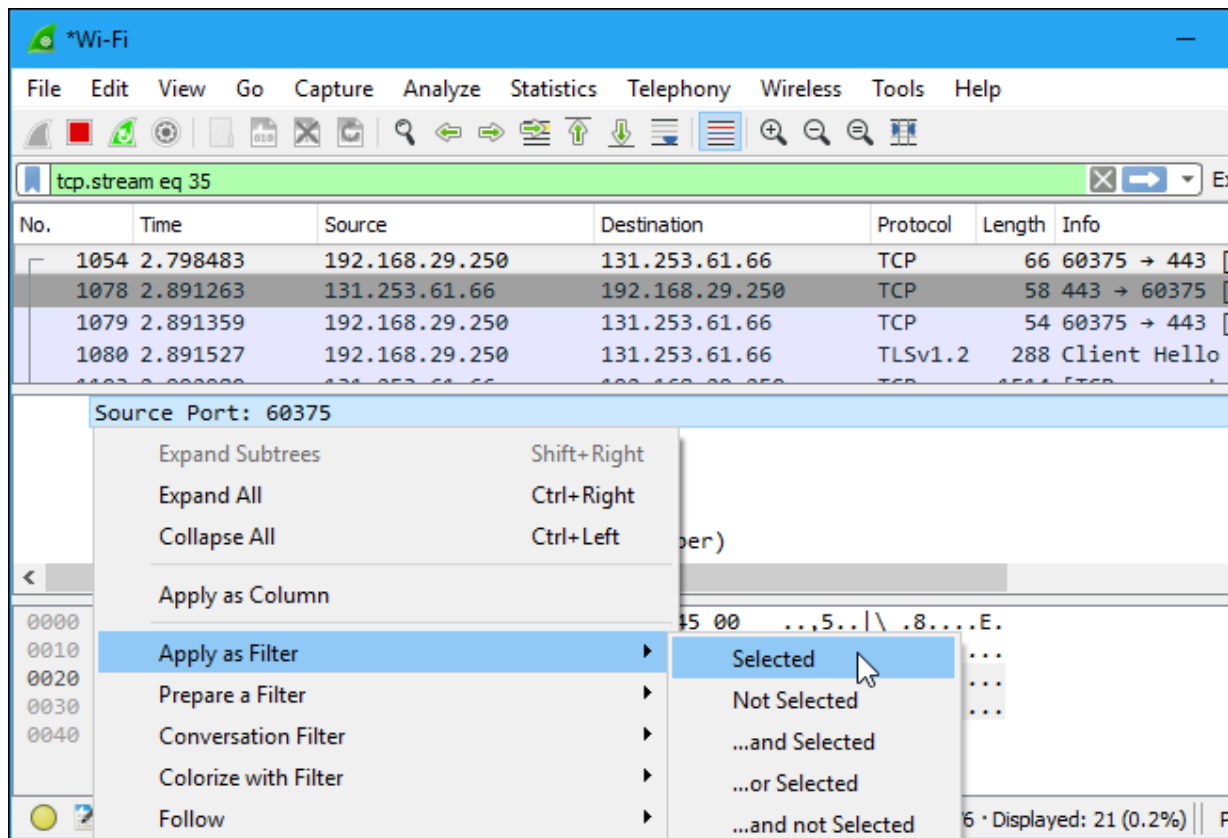 *Wi-Fi
File Edit View Go Capture Analyze Statistics Telephony Wireless Tools Help
tcp.stream eq 35
No. Time Source Destination Protocol Length Info
1054 2.798483 192.168.29.250 131.253.61.66 TCP 66 60375 → 443 [
1078 2.891263 131.253.61.66 192.168.29.250 TCP 58 443 → 60375 [
1079 2.891359 192.168.29.250 131.253.61.66 TCP 54 60375 → 443 [
1080 2.891527 192.168.29.250 131.253.61.66 TLSv1.2 288 Client Hello
Source Port: 60375
Expand Subtrees Shift+Right
Expand All Ctrl+Right
Collapse All Ctrl+Left
ber)
Apply as Column
0000 45 00 ..,5..|\ .8....E.
0010 ...
0020 ...
0030 ...
0040
Apply as Filter
Prepare a Filter
Conversation Filter
Colorize with Filter
Follow
Selected
Not Selected
...and Selected
...or Selected
...and not Selected
6 · Displayed: 21 (0.2%)